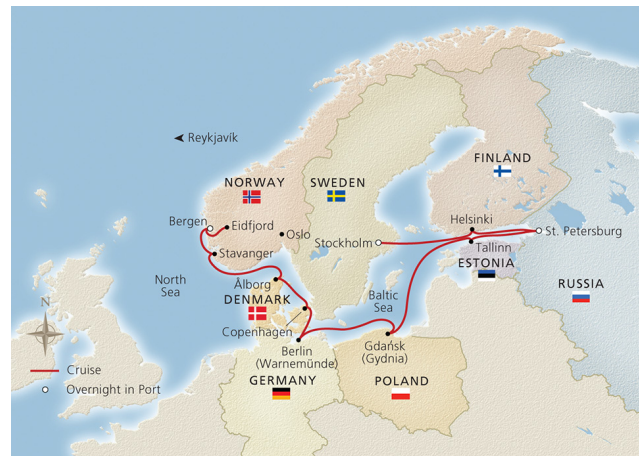 Reykjavík
FINLAND
NORWAY
SWEDEN
Bergen
Eidfjord
Helsinki
Oslo
St. Petersburg
Stockholm
Tallinn
Stavanger
ESTONIA
North
Sea
Ålborg
RUSSIA
DENMARK
Baltic
Sea
N
Copenhagen
Berlin
(Warnemünde)
Gdańsk
(Gydnia)
Cruise
GERMANY
POLAND
Overnight in Port